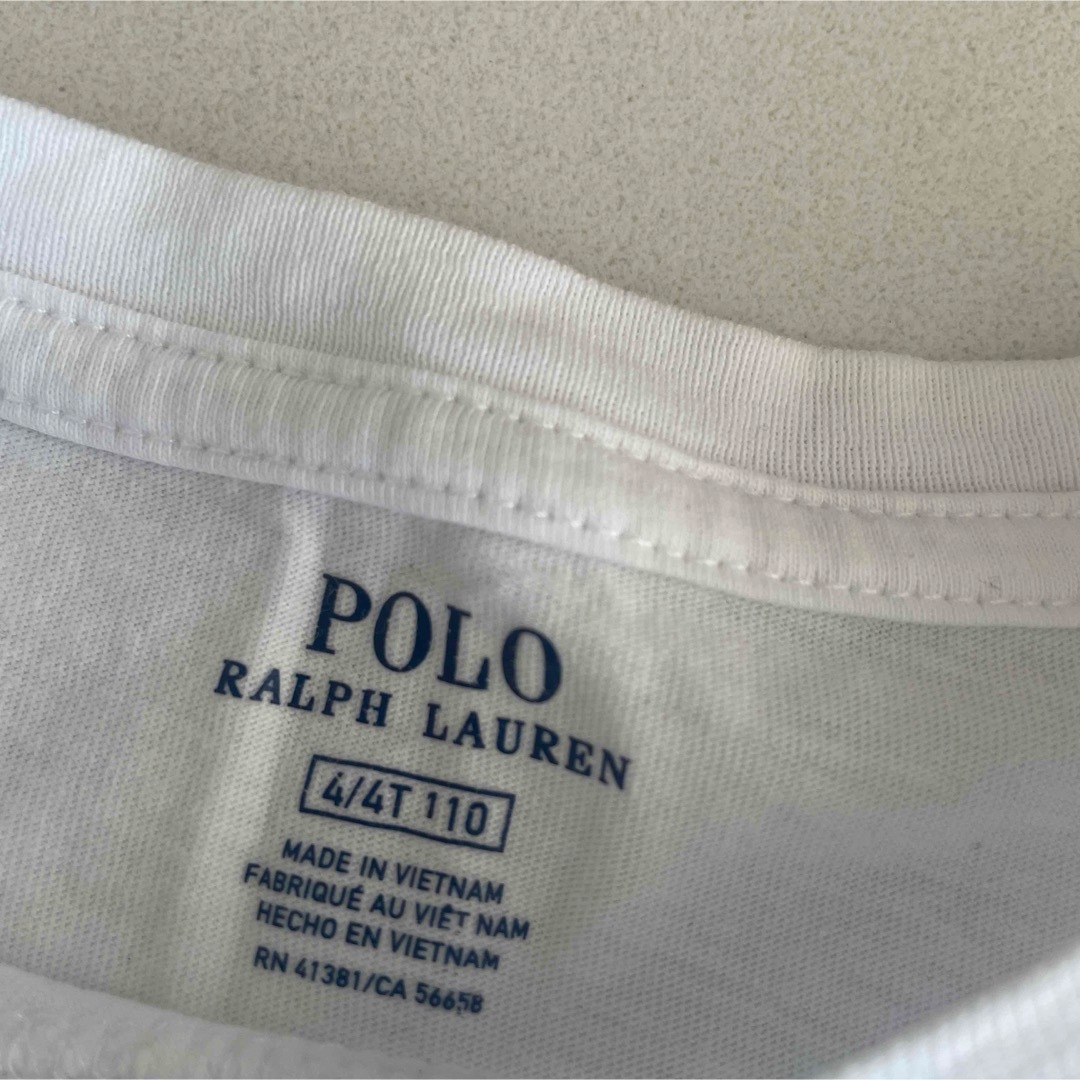 POLO
RALPH LAUREN
4/4T 110
MADE IN VIETNAM
FABRIQUÉ AU VIÊT NAM
HECHO EN VIETNAM
RN 41381/CA 56658